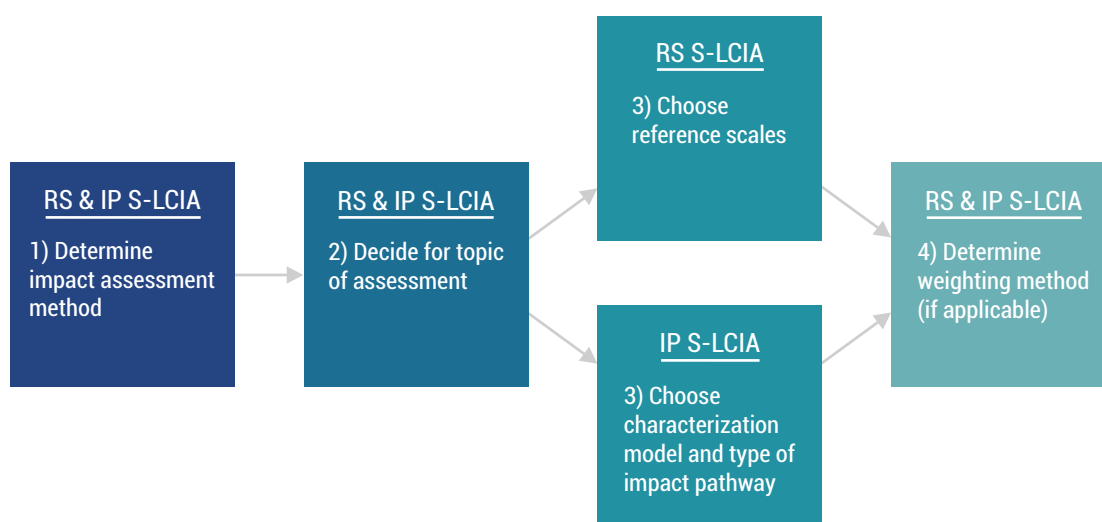 RS & IP S-LCIA
1) Determine
impact assessment
method
RS & IP S-LCIA
2) Decide for topic
of assessment
RS S-LCIA
3) Choose
reference scales
IP S-LCIA
3) Choose
characterization
model and type of
impact pathway
RS & IP S-LCIA
4) Determine
weighting method
(if applicable)